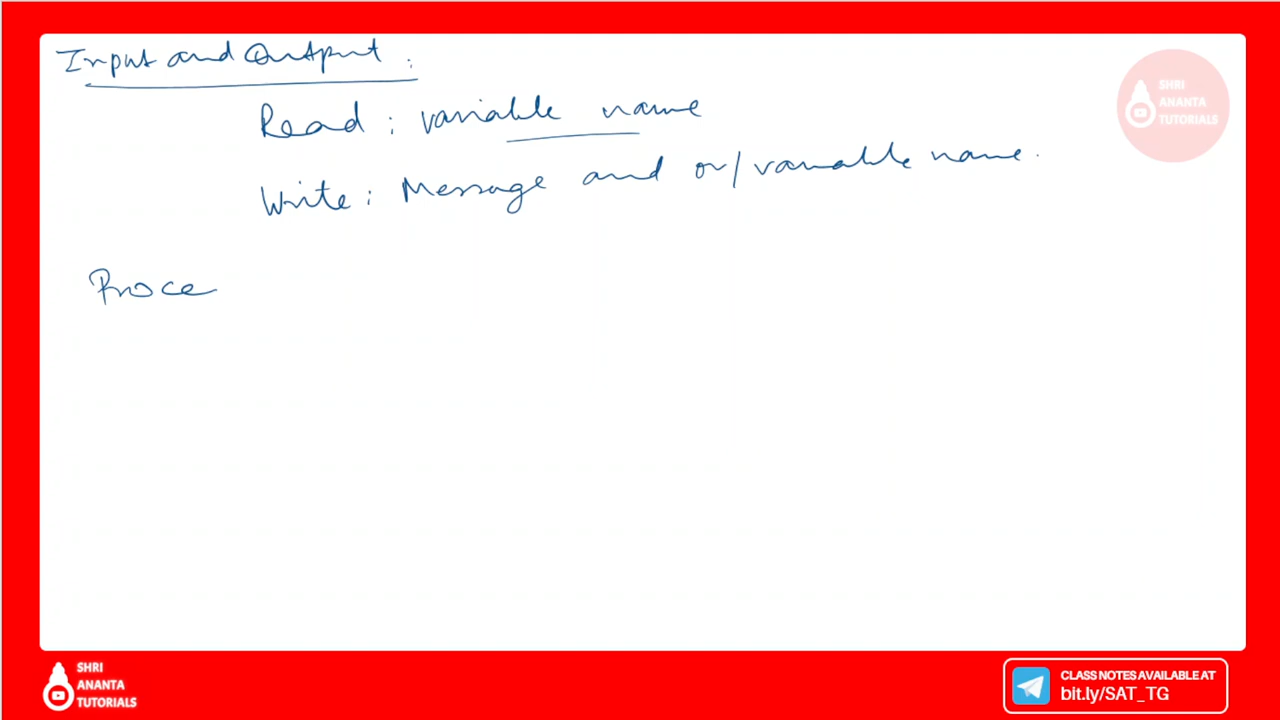 Input and Output :
Read : variable name
Write : Message and or/ variable name.
Proce
SHRI
ANANTA
TUTORIALS
SHRI
ANANTA
TUTORIALS
CLASS NOTES AVAILABLE AT
bit.ly/SAT_TG